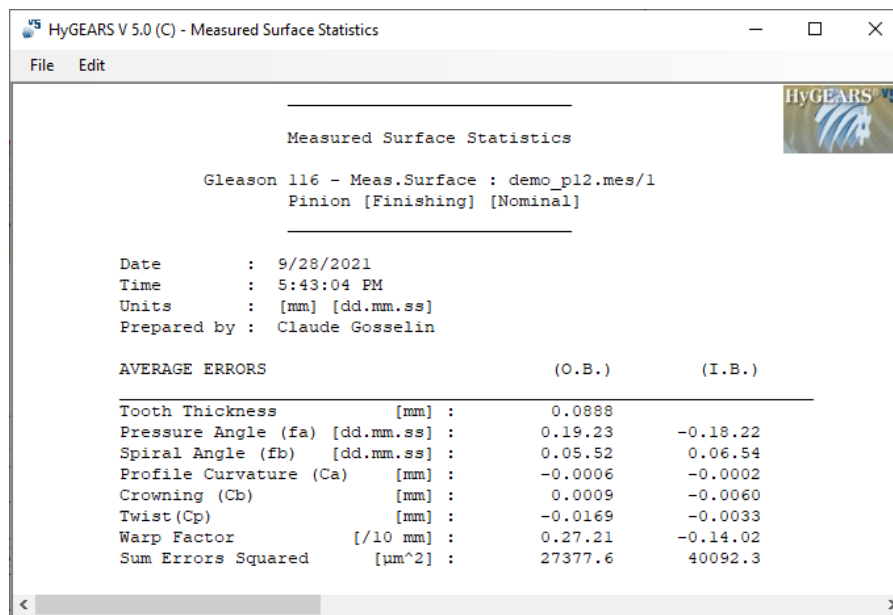 HyGEARS V 5.0 (C) - Measured Surface Statistics
File Edit
HyGEARS® V5
Measured Surface Statistics
Gleason 116 - Meas.Surface : demo_p12.mes/1
Pinion [Finishing] [Nominal]
Date : 9/28/2021
Time : 5:43:04 PM
Units : [mm] [dd.mm.ss]
Prepared by : Claude Gosselin
AVERAGE ERRORS (O.B.) (I.B.)
Tooth Thickness [mm] : 0.0888
Pressure Angle (fa) [dd.mm.ss] : 0.19.23 -0.18.22
Spiral Angle (fb) [dd.mm.ss] : 0.05.52 0.06.54
Profile Curvature (Ca) [mm] : -0.0006 -0.0002
Crowning (Cb) [mm] : 0.0009 -0.0060
Twist(Cp) [mm] : -0.0169 -0.0033
Warp Factor [/10 mm] : 0.27.21 -0.14.02
Sum Errors Squared [µm^2] : 27377.6 40092.3